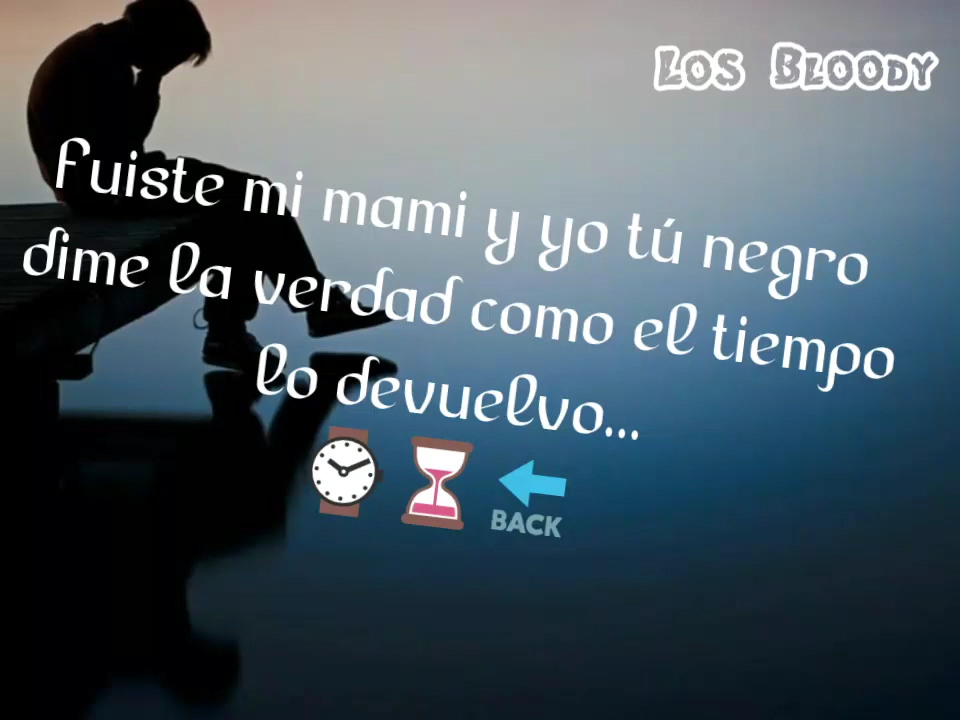 Los Bloody
Fuiste mi mami y yo tú negro
dime la verdad como el tiempo
lo devuelvo...
BACK